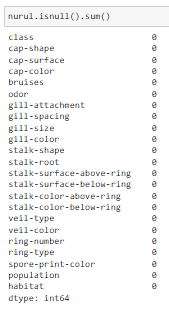 nurul.isnull().sum()
class 0
cap-shape 0
cap-surface 0
cap-color 0
bruises 0
odor 0
gill-attachment 0
gill-spacing 0
gill-size 0
gill-color 0
stalk-shape 0
stalk-root 0
stalk-surface-above-ring 0
stalk-surface-below-ring 0
stalk-color-above-ring 0
stalk-color-below-ring 0
veil-type 0
veil-color 0
ring-number 0
ring-type 0
spore-print-color 0
population 0
habitat 0
dtype: int64